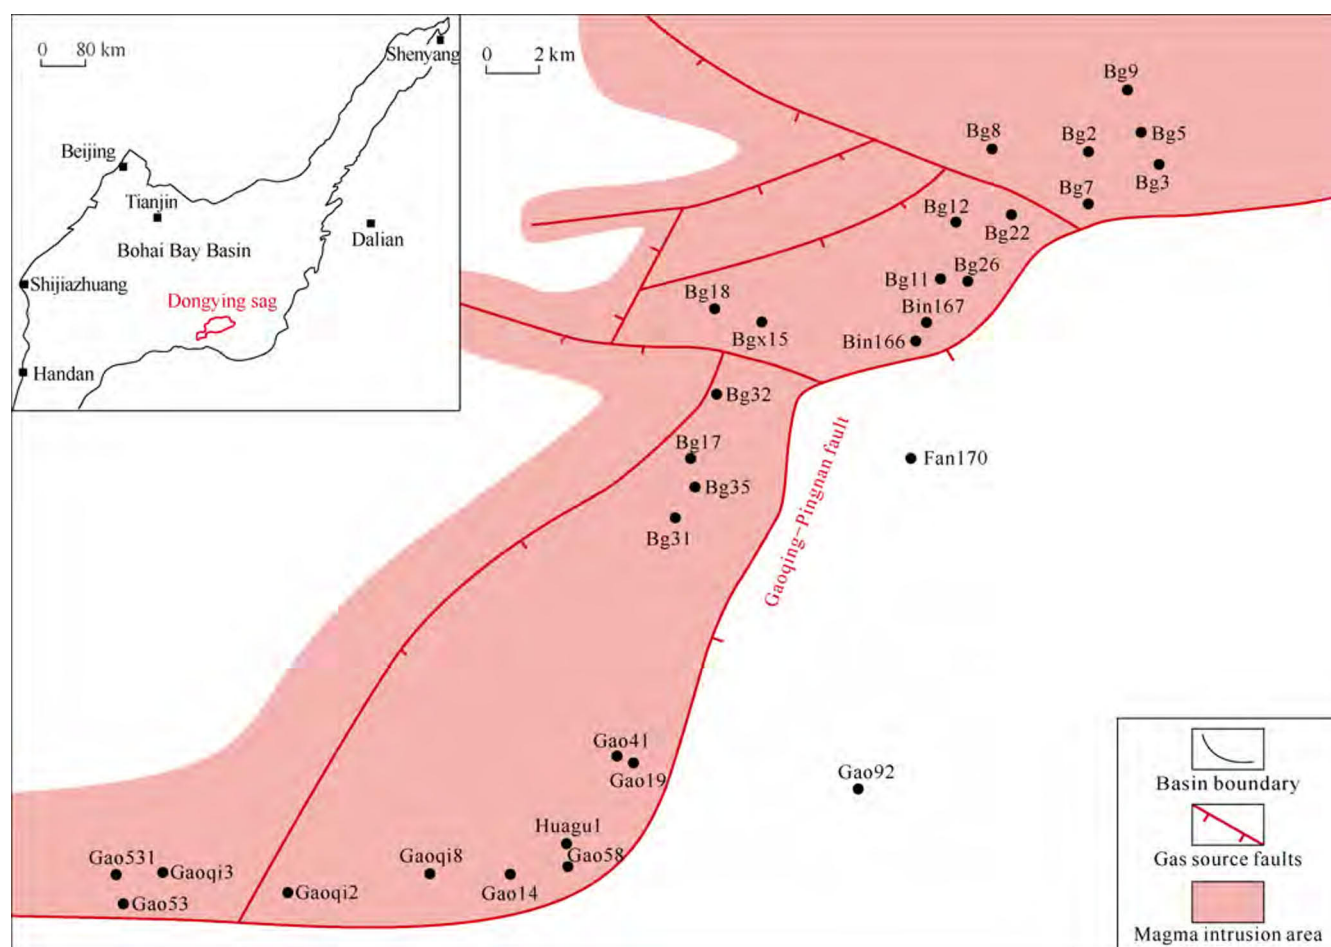 0 80 km
Shenyang
Beijing
Tianjin
Bohai Bay Basin
Dalian
Shijiazhuang
Dongying sag
Handan
0 2 km
Bg9
Bg8
Bg2
Bg5
Bg3
Bg7
Bg12
Bg22
Bg11
Bg26
Bg18
Bin167
Bgx15
Bin166
Bg32
Bg17
Fan170
Bg35
Bg31
Gaoqing-Pingnan fault
Gao41
Gao19
Gao92
Huagu1
Gao58
Gao531
Gaoqi3
Gaoqi8
Gao53
Gaoqi2
Gao14
Basin boundary
Gas source faults
Magma intrusion area